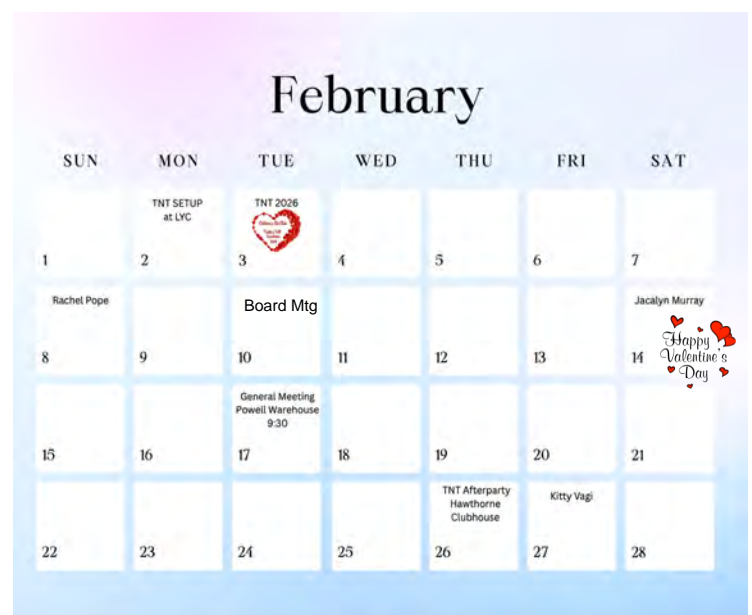 February
SUN MON TUE WED THU FRI SAT
TNT SETUP
at LYC
TNT 2026
1 2 3 4 5 6 7
Rachel Pope
Board Mtg
Jacalyn Murray
Happy
Valentine's
Day
8 9 10 11 12 13 14
General Meeting
Powell Warehouse
9:30
15 16 17 18 19 20 21
TNT Afterparty
Hawthorne
Clubhouse
Kitty Vagi
22 23 24 25 26 27 28